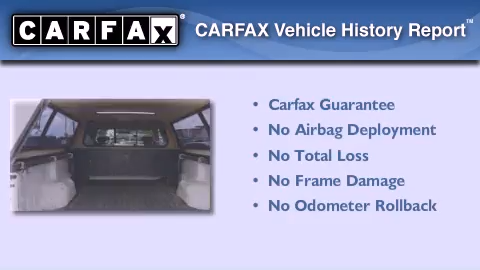 CARFAX® CARFAX Vehicle History Report™
• Carfax Guarantee
• No Airbag Deployment
• No Total Loss
• No Frame Damage
• No Odometer Rollback